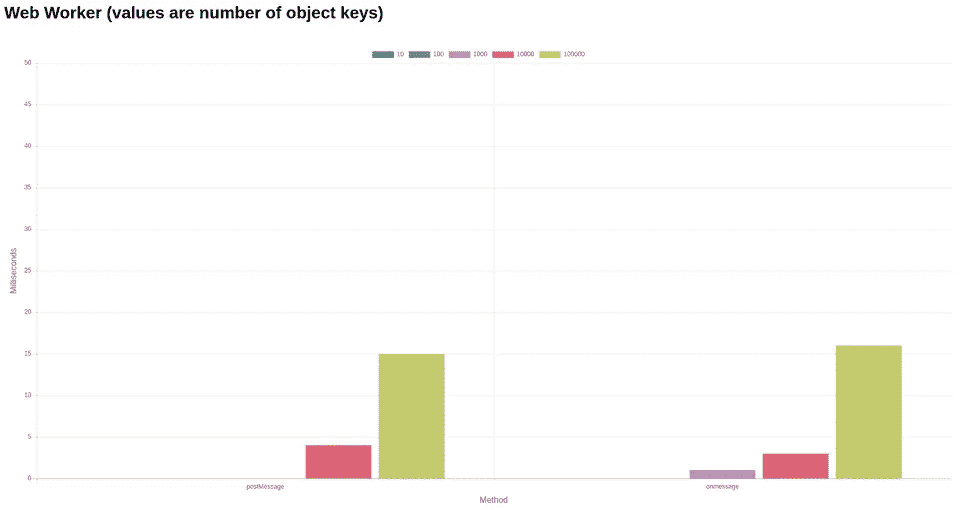 Web Worker (values are number of object keys)
10 100 1000 10000 100000
50
45
40
35
30
25
20
15
10
5
0
Milliseconds
postMessage onmessage
Method